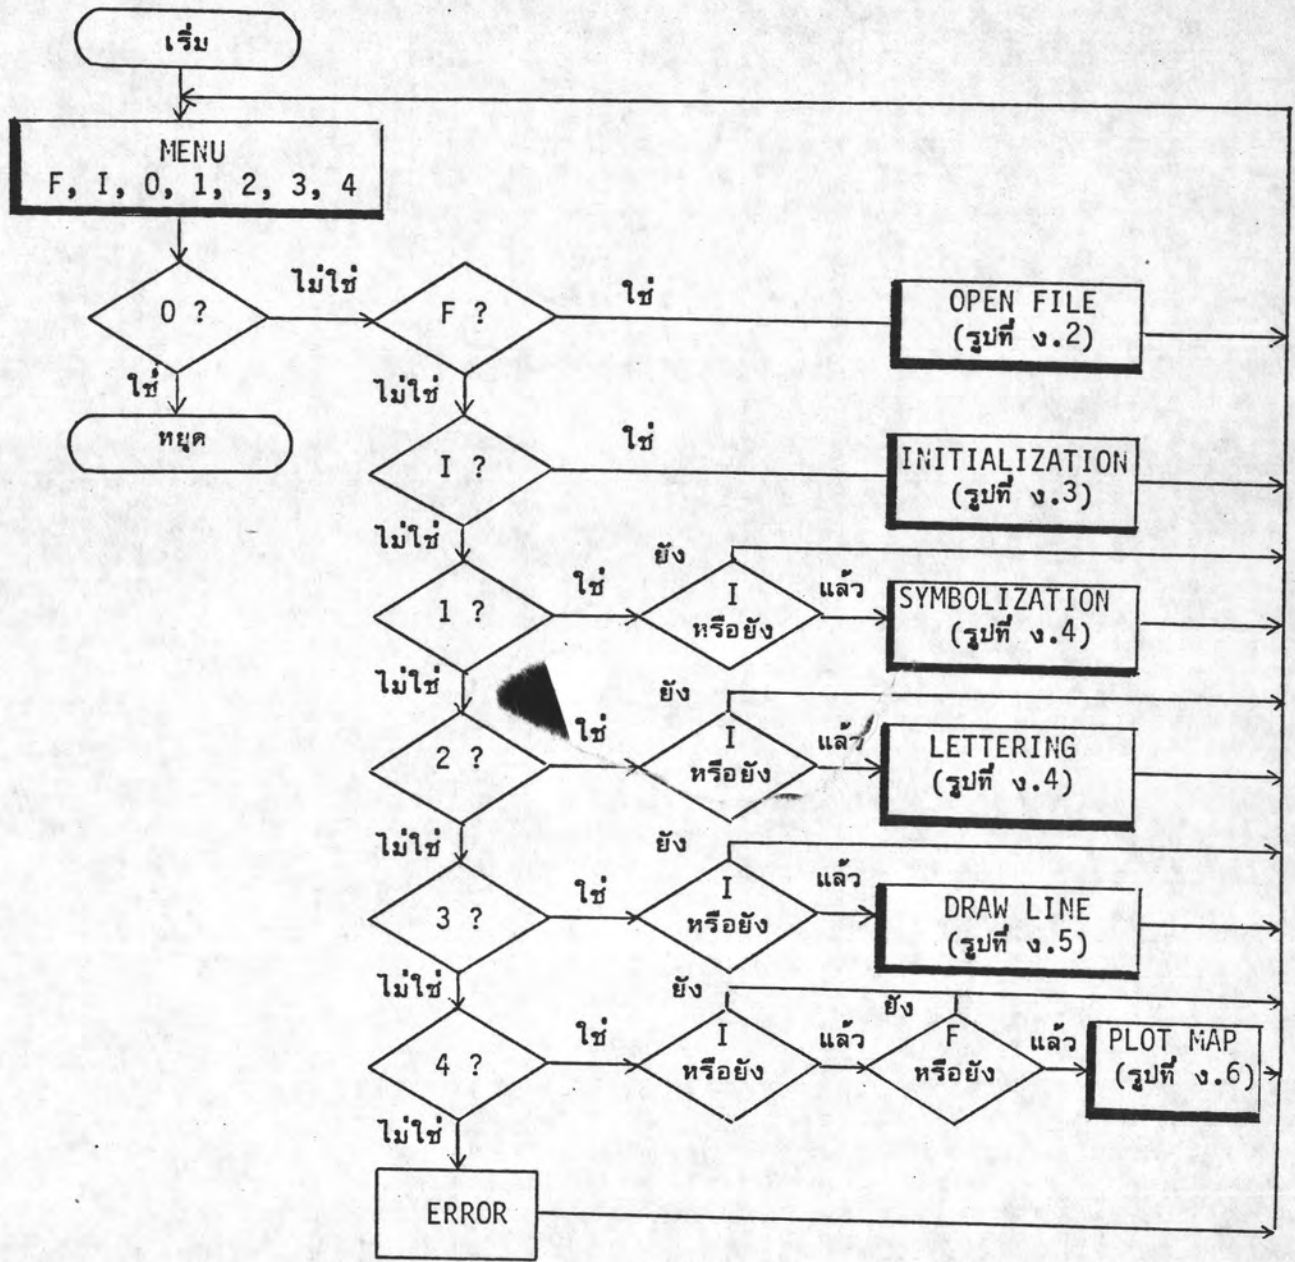 เริ่ม
MENU
F, I, 0, 1, 2, 3, 4
0 ?
ไม่ใช่
F ?
ใช่
OPEN FILE
(รูปที่ ง.2)
ใช่
หยุด
ไม่ใช่
I ?
ใช่
INITIALIZATION
(รูปที่ ง.3)
ไม่ใช่
1 ?
ใช่
ยัง
I
หรือยัง
แล้ว
SYMBOLIZATION
(รูปที่ ง.4)
ไม่ใช่
2 ?
ใช่
ยัง
I
หรือยัง
แล้ว
LETTERING
(รูปที่ ง.4)
ไม่ใช่
3 ?
ใช่
ยัง
I
หรือยัง
แล้ว
DRAW LINE
(รูปที่ ง.5)
ไม่ใช่
4 ?
ใช่
ยัง
I
หรือยัง
แล้ว
ยัง
F
หรือยัง
แล้ว
PLOT MAP
(รูปที่ ง.6)
ไม่ใช่
ERROR